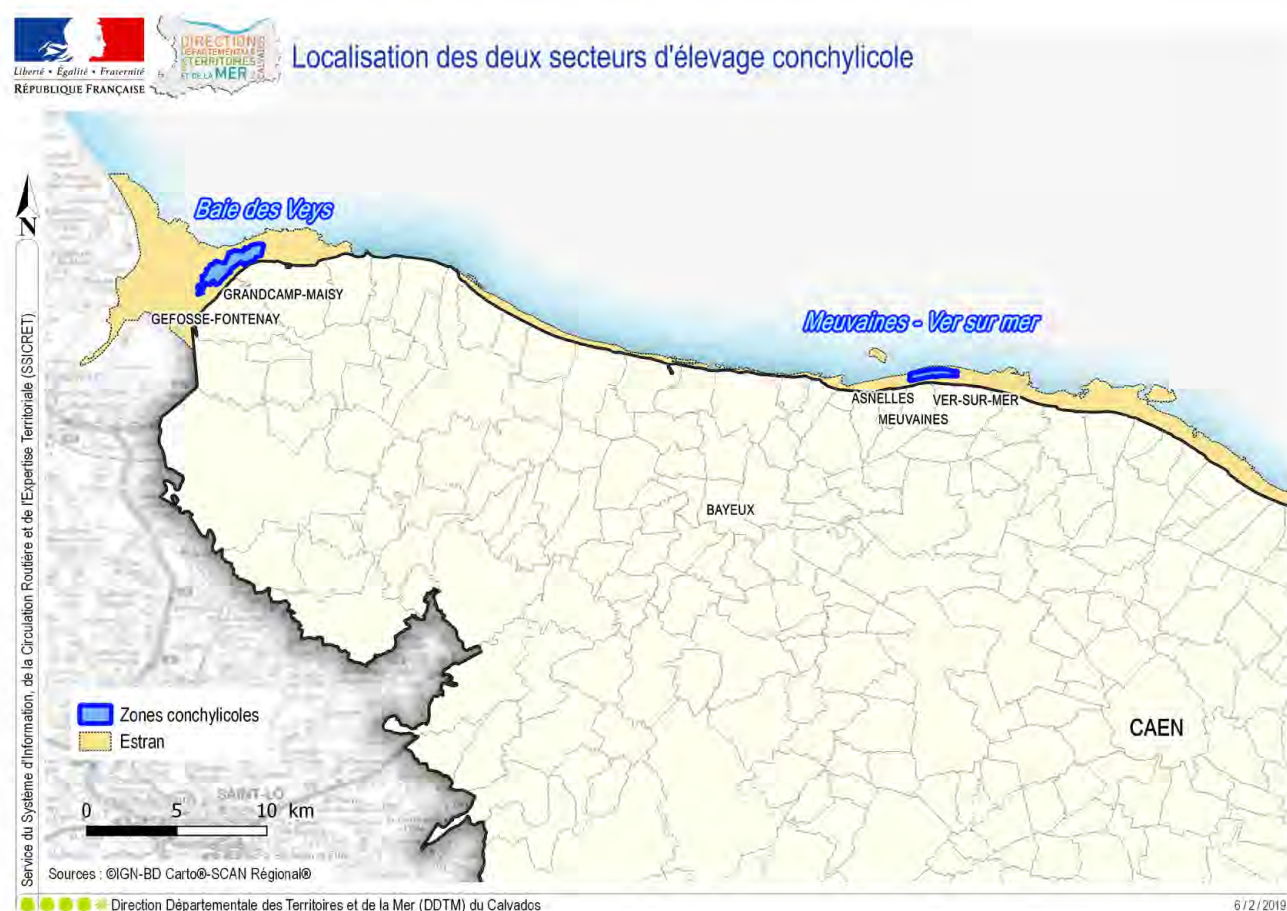 Liberté • Égalité • Fraternité
RÉPUBLIQUE FRANÇAISE
DIRECTION
DÉPARTEMENTALE
DES TERRITOIRES
ET DE LA MER
CALVADOS
Localisation des deux secteurs d'élevage conchylicole
N
Baie des Veys
GRANDCAMP-MAISY
GEFOSSE-FONTENAY
Meuvaines - Ver sur mer
ASNELLES
VER-SUR-MER
MEUVAINES
BAYEUX
CAEN
Zones conchylicoles
Estran
SAINT-LO
0 5 10 km
Sources : ©IGN-BD Carto®-SCAN Régional®
Service du Système d'Information, de la Circulation Routière et de l'Expertise Territoriale (SSICRET)
Direction Départementale des Territoires et de la Mer (DDTM) du Calvados
6/2/2019